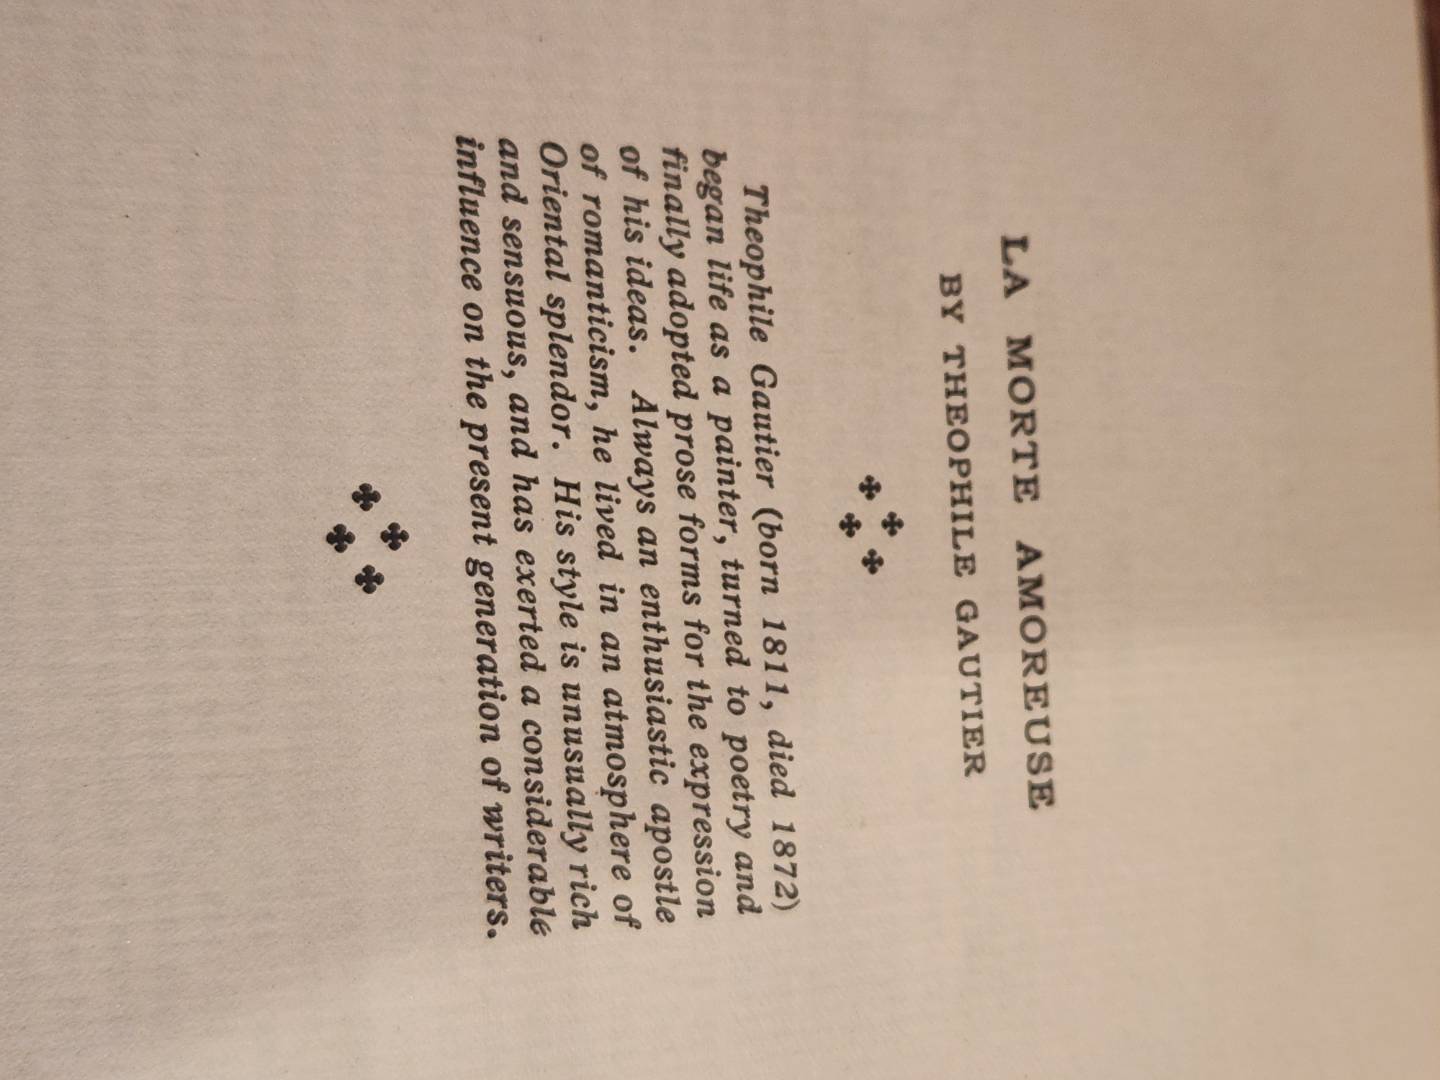 LA MORTE AMOREUSE
BY THEOPHILE GAUTIER
Theophile Gautier (born 1811, died 1872)
began life as a painter, turned to poetry and
finally adopted prose forms for the expression
of his ideas. Always an enthusiastic apostle
of romanticism, he lived in an atmosphere of
Oriental splendor. His style is unusually rich
and sensuous, and has exerted a considerable
influence on the present generation of writers.